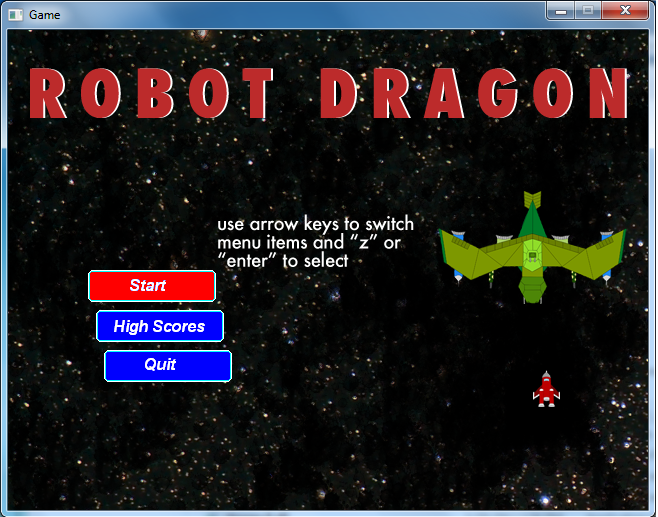 Game
ROBOT DRAGON
use arrow keys to switch
menu items and “z” or
“enter” to select
Start
High Scores
Quit